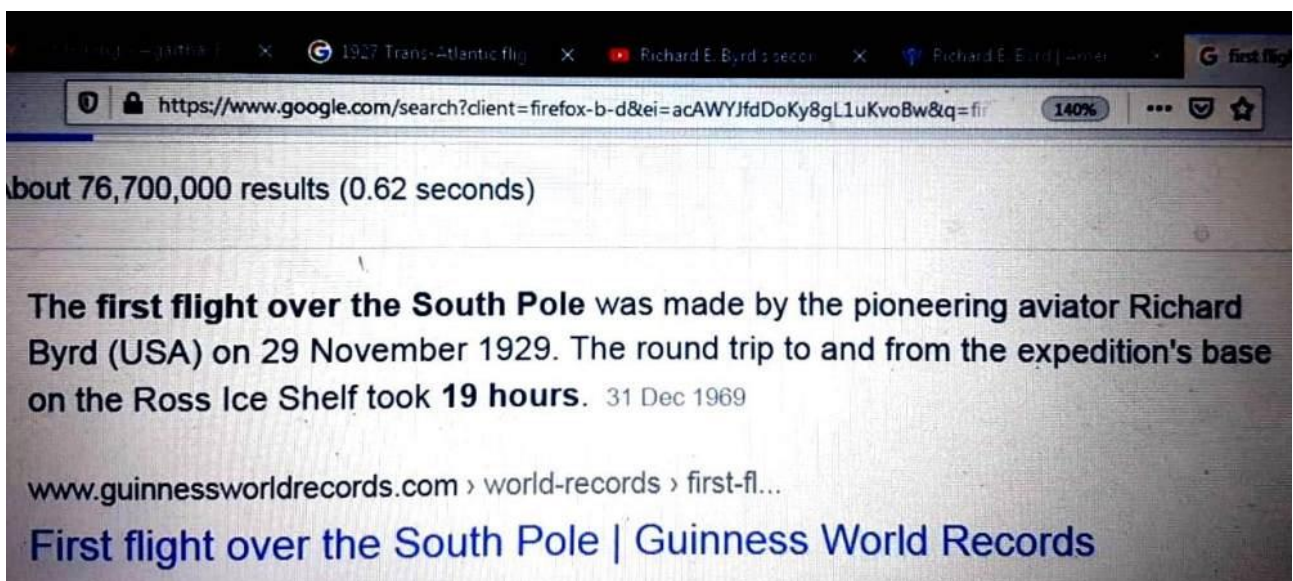 1927 Trans-Atlantic flig
Richard E. Byrd's secon
Richard E. Byrd | Amer
first flig
https://www.google.com/search?client=firefox-b-d&ei=acAWYJfdDoKy8gL1uKvoBw&q=fir
140%
About 76,700,000 results (0.62 seconds)
The first flight over the South Pole was made by the pioneering aviator Richard
Byrd (USA) on 29 November 1929. The round trip to and from the expedition's base
on the Ross Ice Shelf took 19 hours. 31 Dec 1969
www.guinnessworldrecords.com › world-records › first-fl...
First flight over the South Pole | Guinness World Records